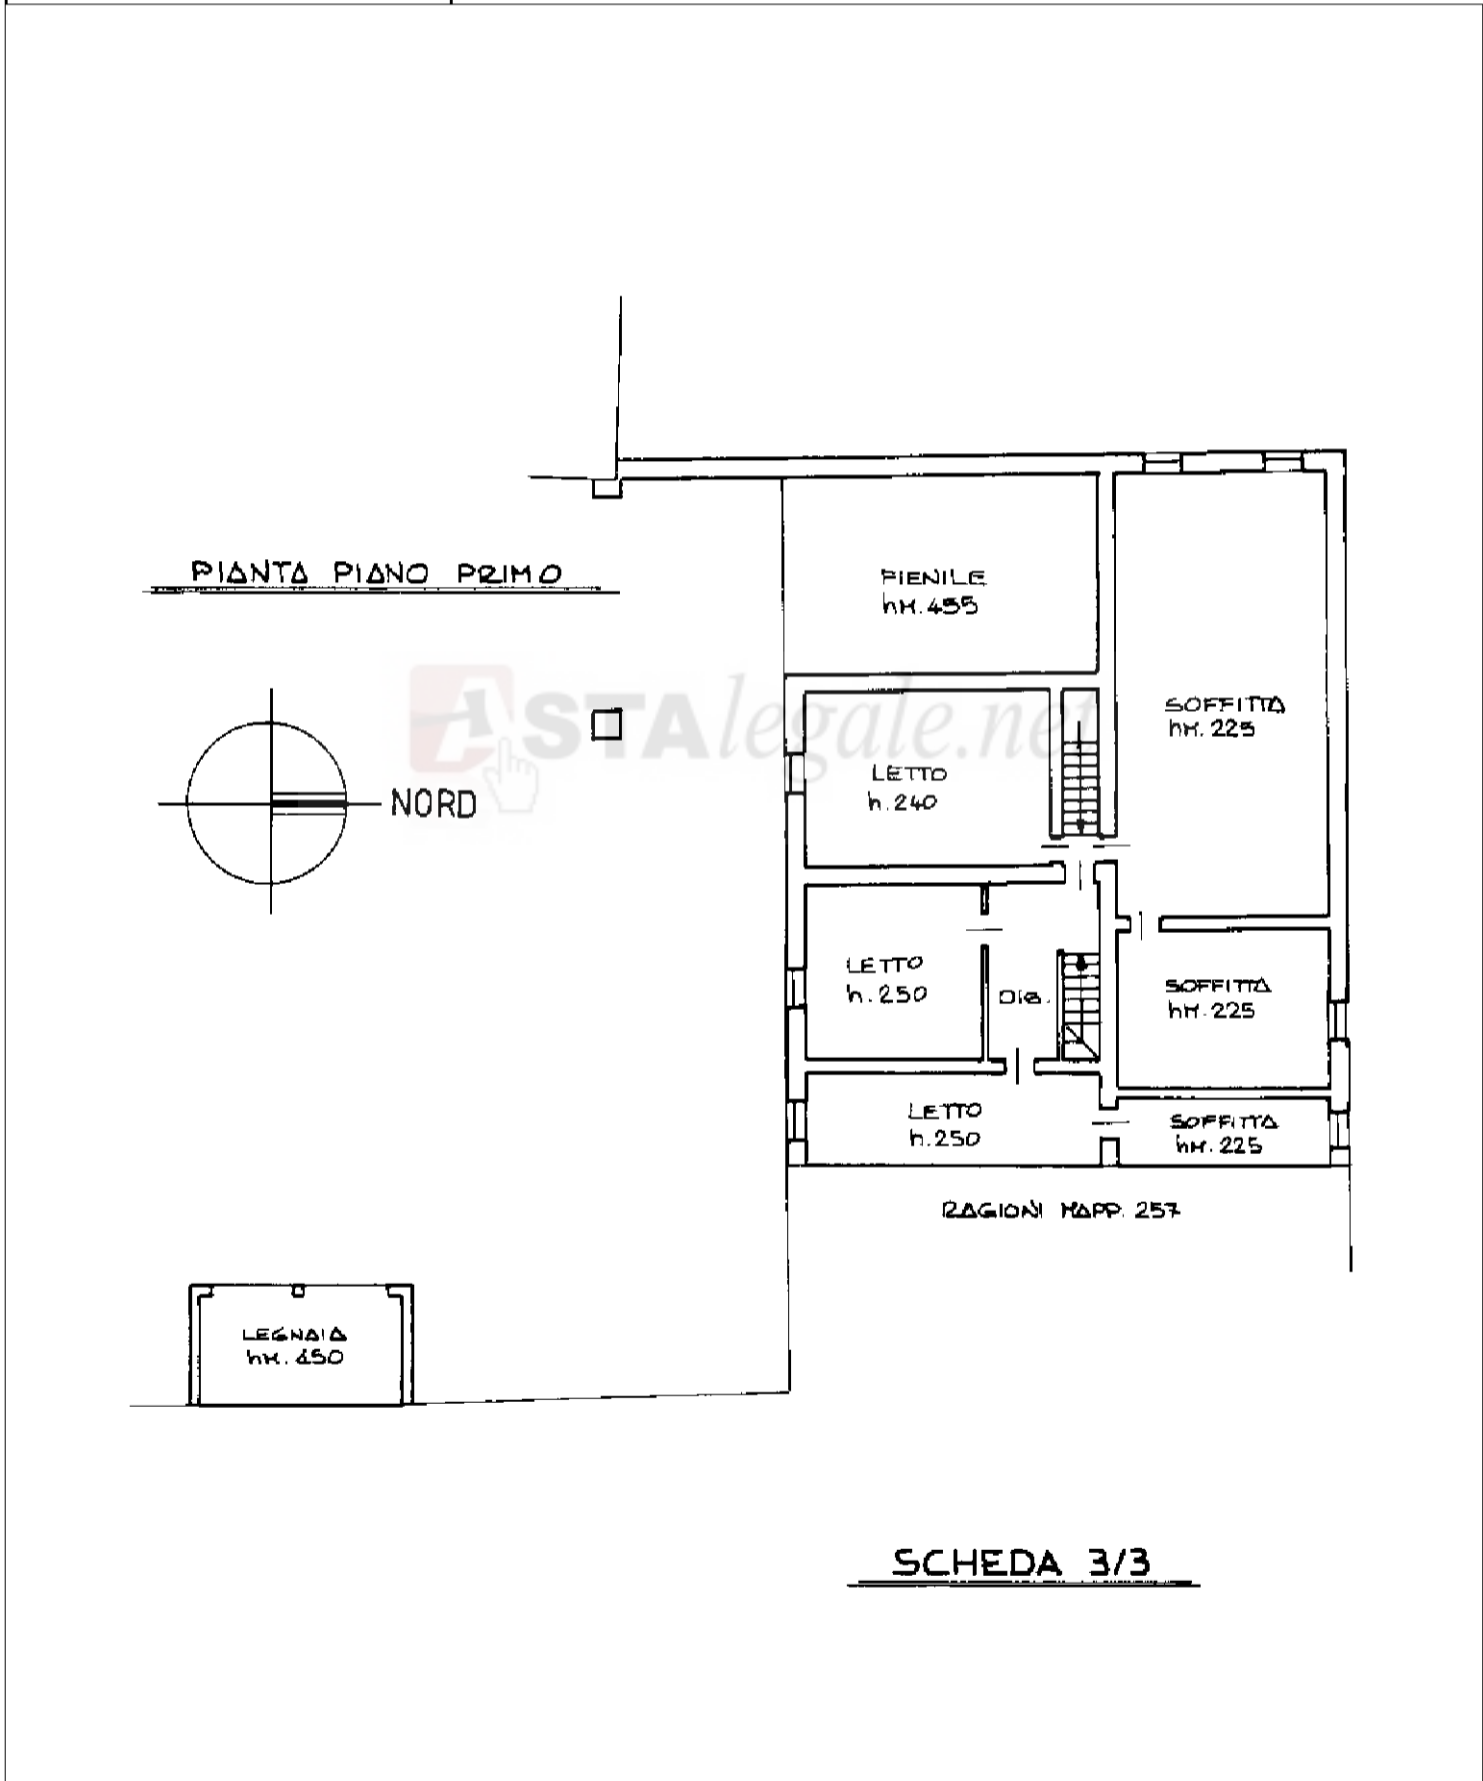 PIANTA PIANO PRIMO
FIENILE
hM. 455
ASTAlegale.net
SOFFITTA
hM. 225
LETTO
h. 240
NORD
LETTO
h. 250
DIS.
SOFFITTA
hM. 225
LETTO
h. 250
SOFFITTA
hM. 225
RAGIONI MAPP. 257
LEGNAIA
hM. 450
SCHEDA 3/3